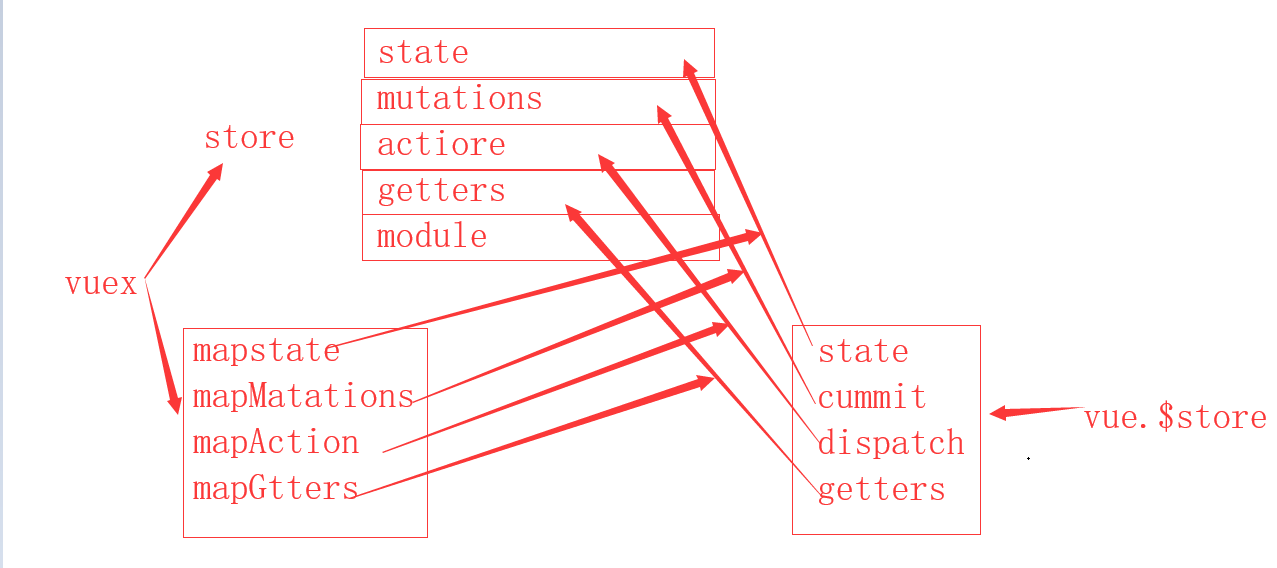 state
mutations
store
actiore
getters
module
vuex
mapstate
mapMatations
mapAction
mapGtters
state
cummit
dispatch
getters
vue.$store